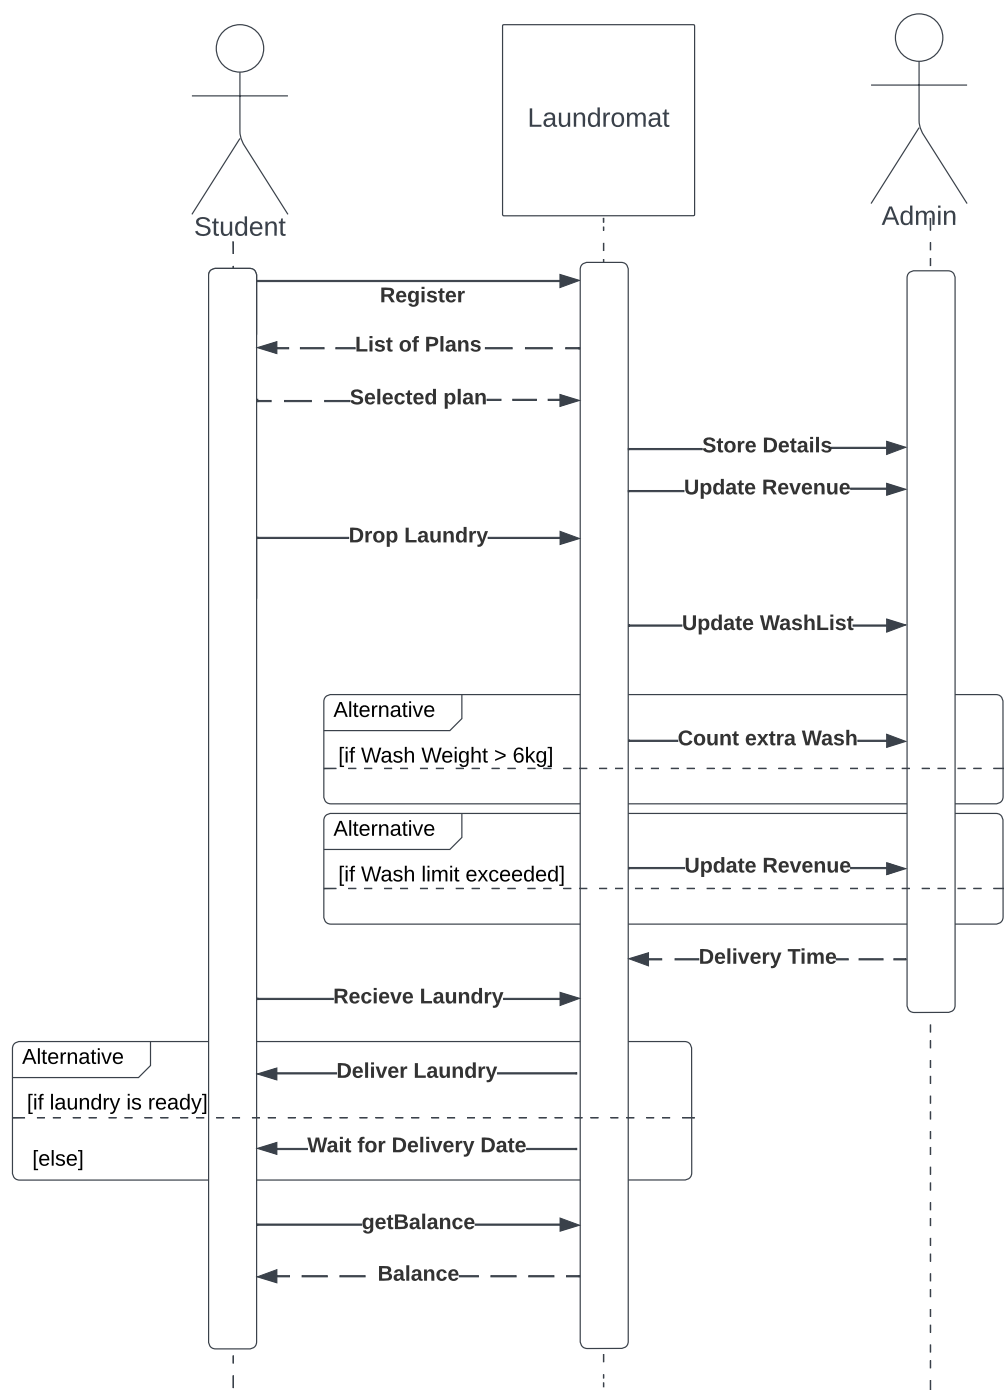 Student
Laundromat
Admin
Register
List of Plans
Selected plan
Store Details
Update Revenue
Drop Laundry
Update WashList
Alternative
Count extra Wash
[if Wash Weight > 6kg]
Alternative
Update Revenue
[if Wash limit exceeded]
Delivery Time
Recieve Laundry
Alternative
Deliver Laundry
[if laundry is ready]
Wait for Delivery Date
[else]
getBalance
Balance